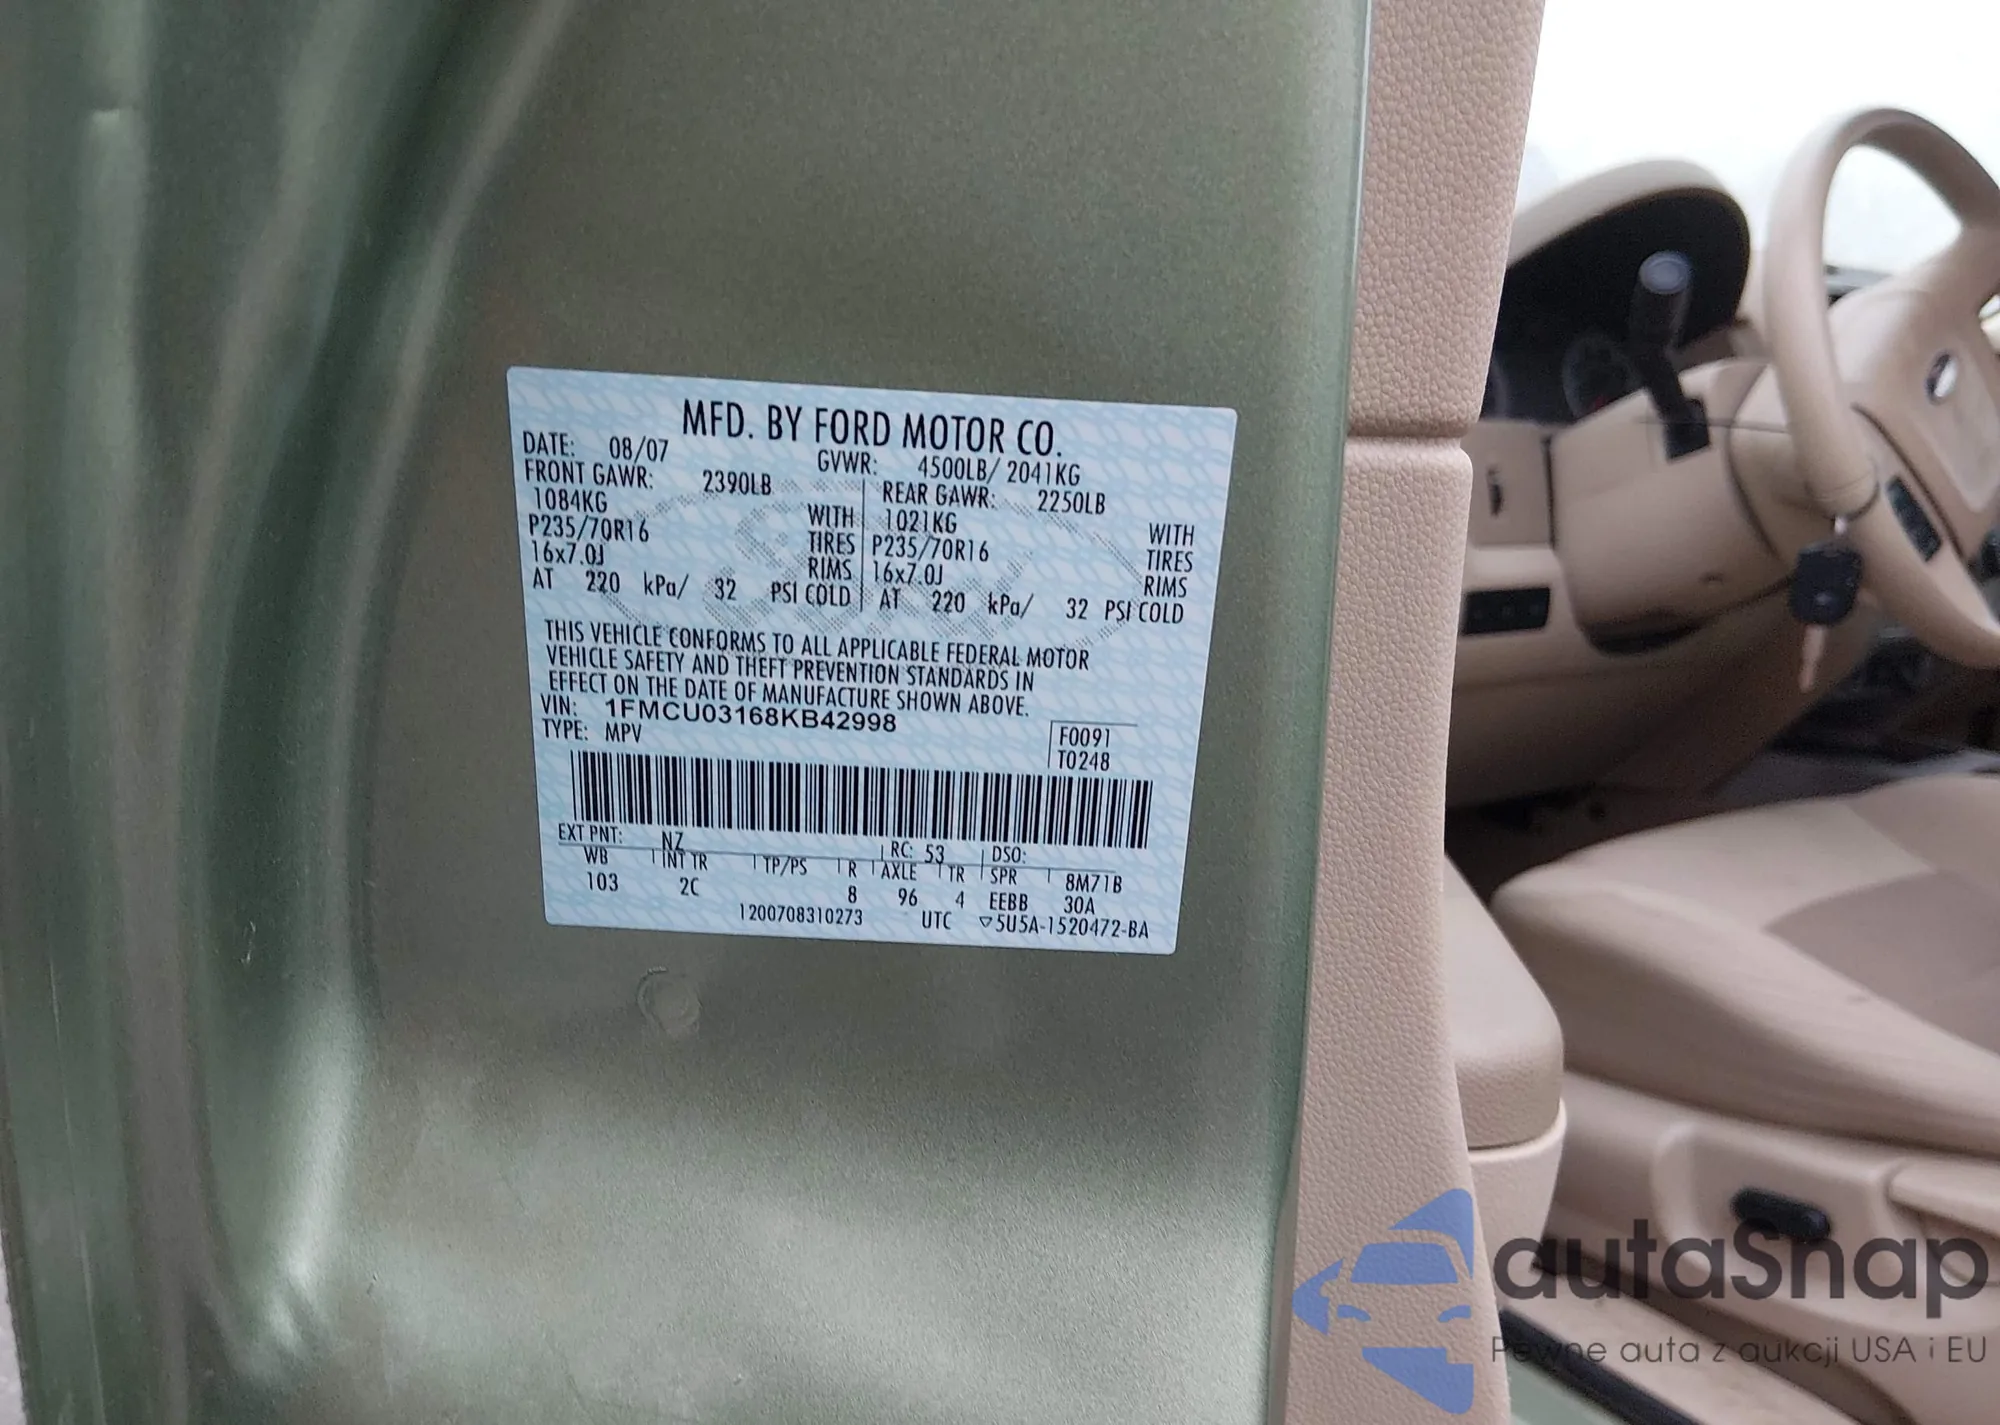 MFD. BY FORD MOTOR CO.
DATE: 08/07 GVWR: 4500LB/ 2041KG
FRONT GAWR: 2390LB REAR GAWR: 2250LB
1084KG WITH 1021KG WITH
P235/70R16 TIRES P235/70R16 TIRES
16x7.0J RIMS 16x7.0J RIMS
AT 220 kPa/ 32 PSI COLD AT 220 kPa/ 32 PSI COLD
THIS VEHICLE CONFORMS TO ALL APPLICABLE FEDERAL MOTOR
VEHICLE SAFETY AND THEFT PREVENTION STANDARDS IN
EFFECT ON THE DATE OF MANUFACTURE SHOWN ABOVE.
VIN: 1FMCU03168KB42998
TYPE: MPV
F0091
T0248
EXT PNT: NZ RC: 53 DSO:
WB INT TR TP/PS R AXLE TR SPR 8M71B
103 2C 8 96 4 EEBB 30A
1200708310273 UTC ▽5U5A-1520472-BA
autaSnap
Pewne auta z aukcji USA i EU